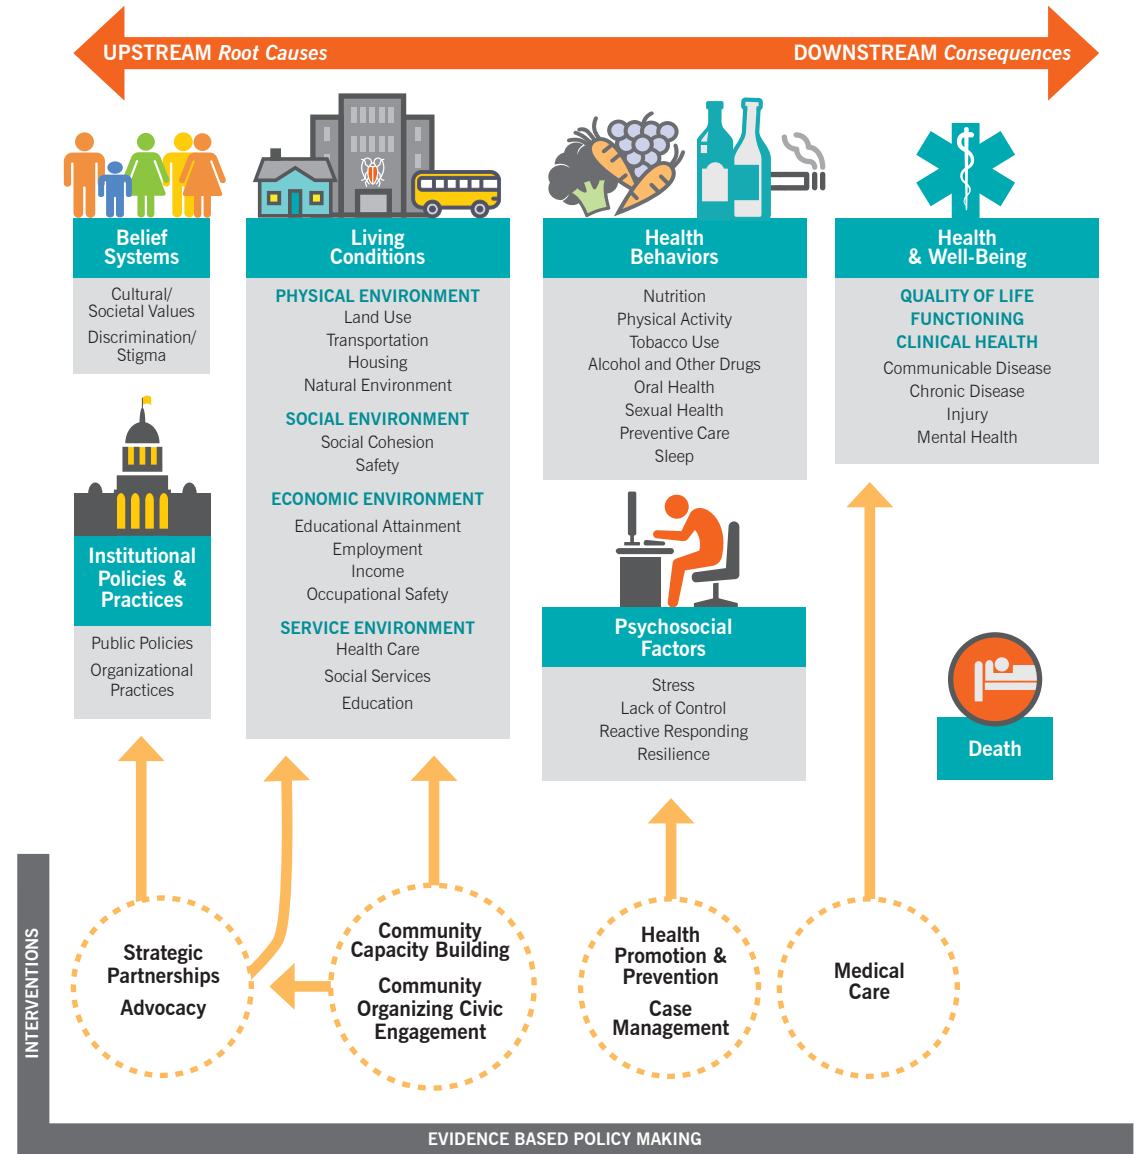 UPSTREAM Root Causes
DOWNSTREAM Consequences
Belief
Systems
Cultural/
Societal Values
Discrimination/
Stigma
Institutional
Policies &
Practices
Public Policies
Organizational
Practices
Living
Conditions
PHYSICAL ENVIRONMENT
Land Use
Transportation
Housing
Natural Environment
SOCIAL ENVIRONMENT
Social Cohesion
Safety
ECONOMIC ENVIRONMENT
Educational Attainment
Employment
Income
Occupational Safety
SERVICE ENVIRONMENT
Health Care
Social Services
Education
Health
Behaviors
Nutrition
Physical Activity
Tobacco Use
Alcohol and Other Drugs
Oral Health
Sexual Health
Preventive Care
Sleep
Psychosocial
Factors
Stress
Lack of Control
Reactive Responding
Resilience
Health
& Well-Being
QUALITY OF LIFE
FUNCTIONING
CLINICAL HEALTH
Communicable Disease
Chronic Disease
Injury
Mental Health
Death
INTERVENTIONS
Strategic
Partnerships
Advocacy
Community
Capacity Building
Community
Organizing Civic
Engagement
Health
Promotion &
Prevention
Case
Management
Medical
Care
EVIDENCE BASED POLICY MAKING